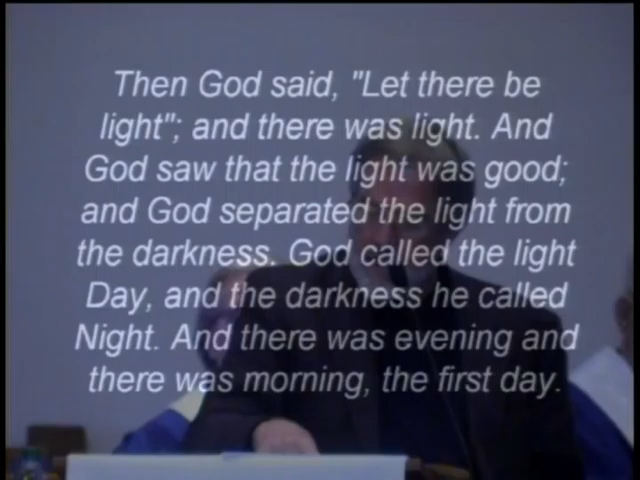 Then God said, "Let there be
light"; and there was light. And
God saw that the light was good;
and God separated the light from
the darkness. God called the light
Day, and the darkness he called
Night. And there was evening and
there was morning, the first day.